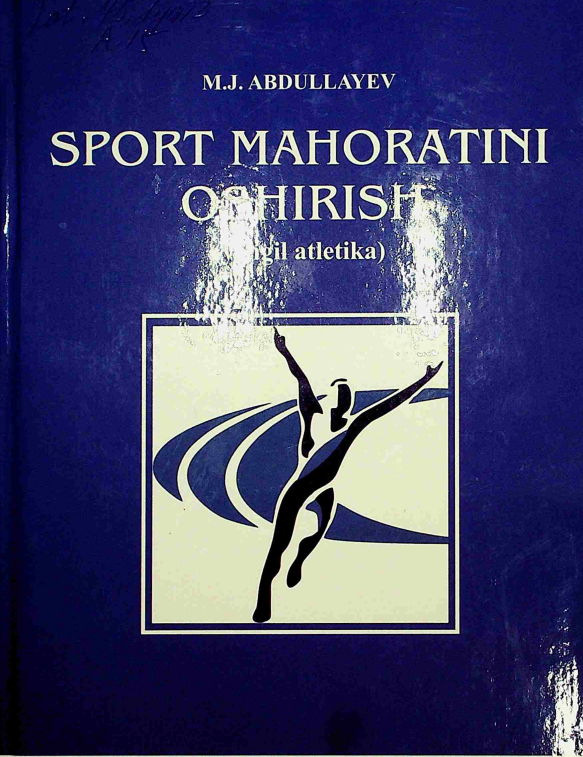 M.J. ABDULLAYEV
SPORT MAHORATINI
OSHIRISH
atletika)